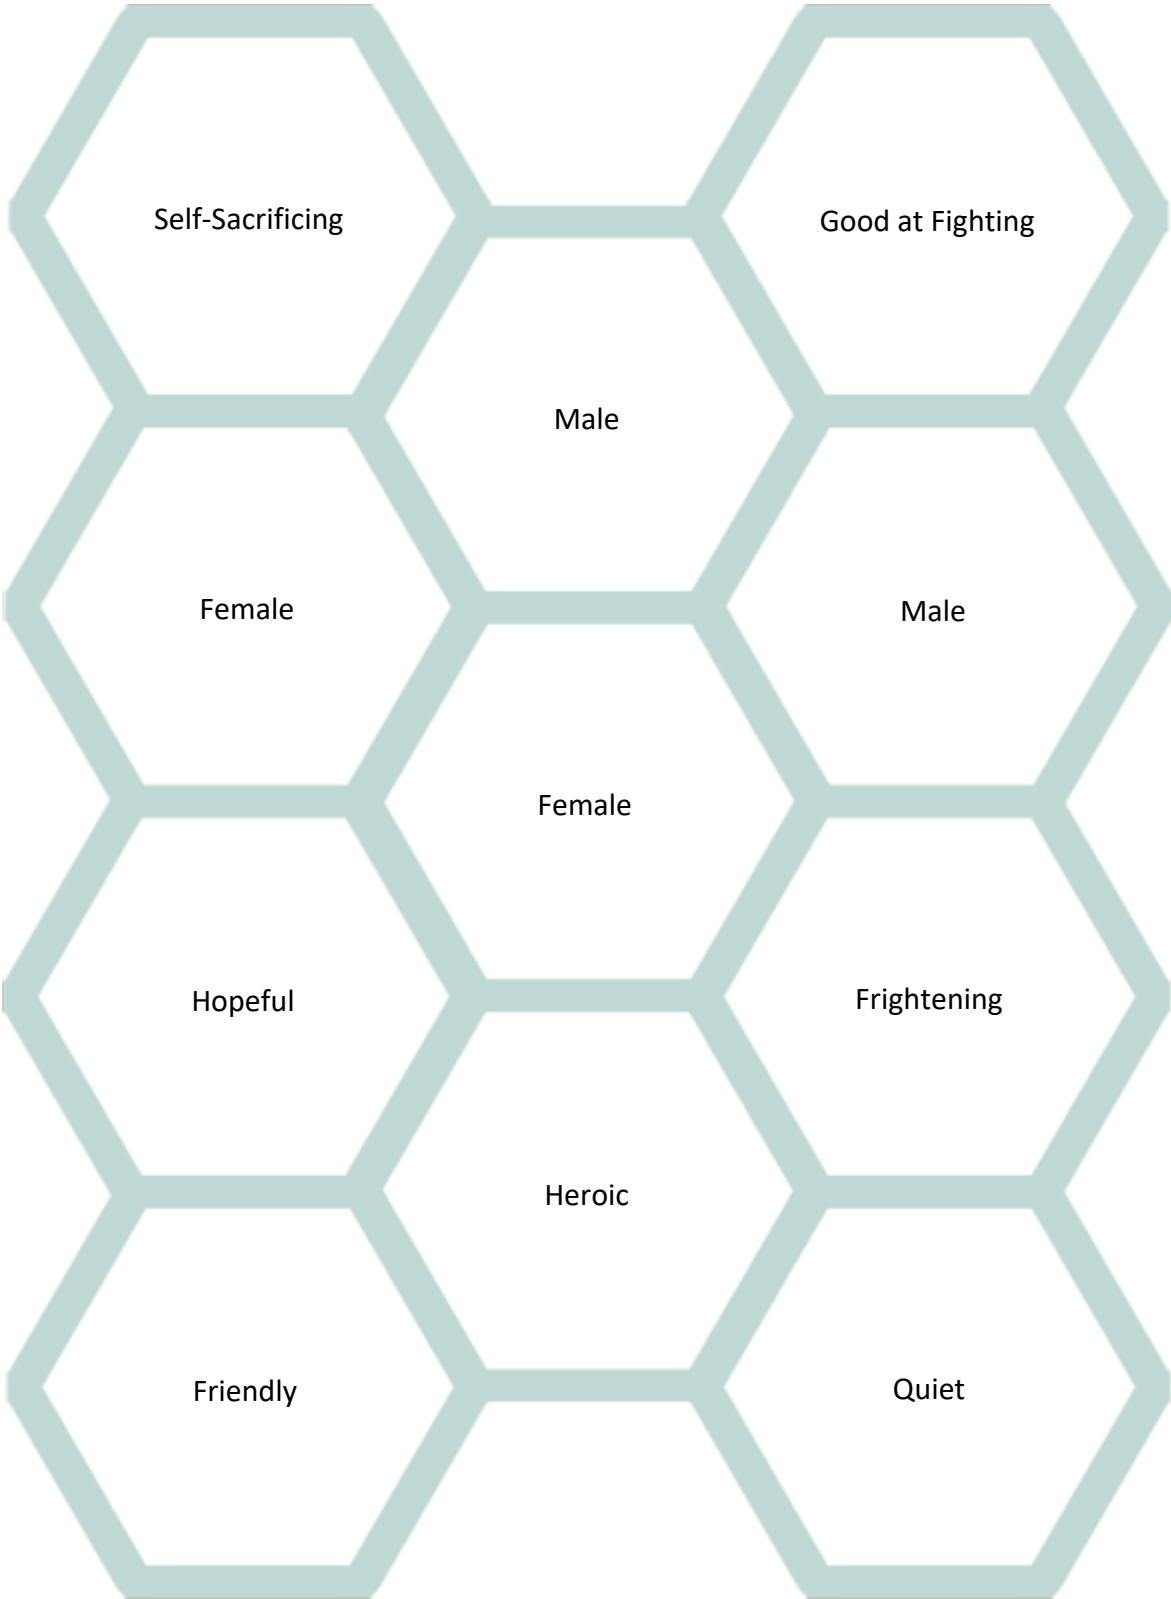 Self-Sacrificing
Good at Fighting
Male
Female
Male
Female
Hopeful
Frightening
Heroic
Friendly
Quiet